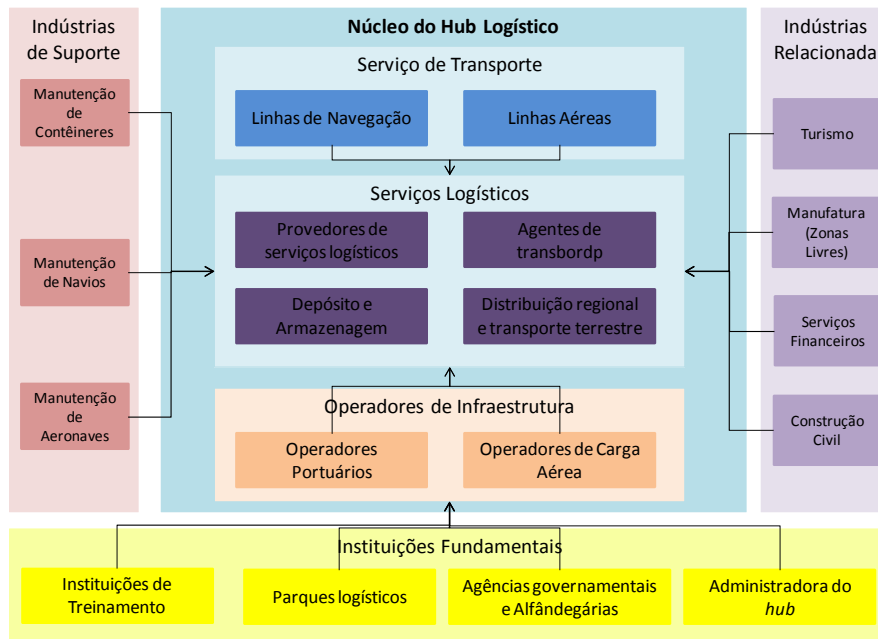 Indústrias
de Suporte
Manutenção
de
Contêineres
Manutenção
de Navios
Manutenção
de
Aeronaves
Núcleo do Hub Logístico
Serviço de Transporte
Linhas de Navegação
Linhas Aéreas
Serviços Logísticos
Provedores de
serviços logísticos
Agentes de
transbordp
Depósito e
Armazenagem
Distribuição regional
e transporte terrestre
Operadores de Infraestrutura
Operadores
Portuários
Operadores de Carga
Aérea
Indústrias
Relacionada
Turismo
Manufatura
(Zonas
Livres)
Serviços
Financeiros
Construção
Civil
Instituições Fundamentais
Instituições de
Treinamento
Parques logísticos
Agências governamentais
e Alfândegárias
Administradora do
hub